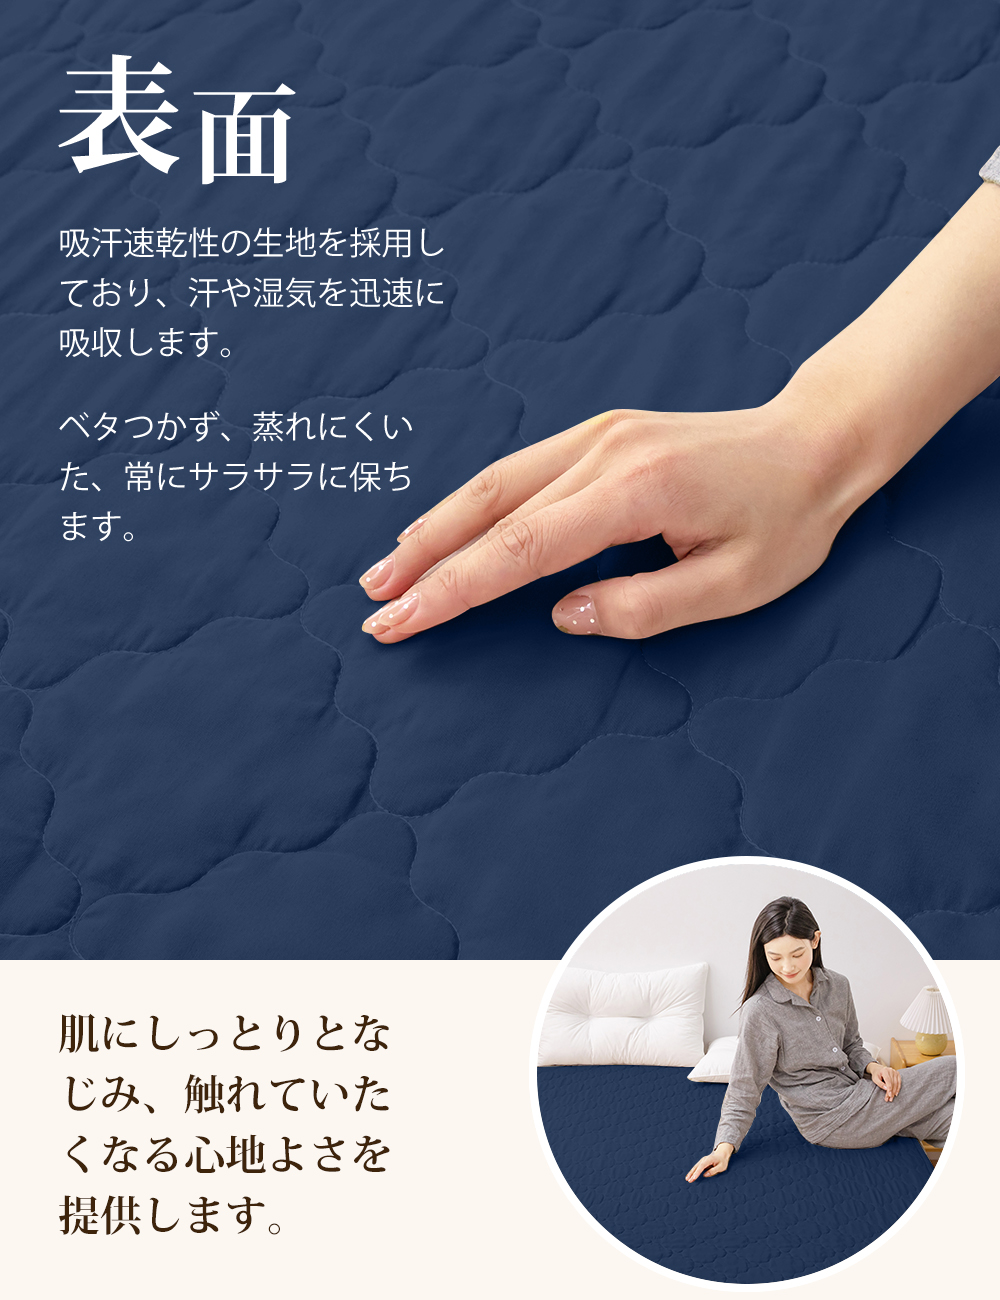 表面
吸汗速乾性の生地を採用し
ており、汗や湿気を迅速に
吸収します。
ベタつかず、蒸れにくい
た、常にサラサラに保ち
ます。
肌にしっとりとな
じみ、触れていた
くなる心地よさを
提供します。